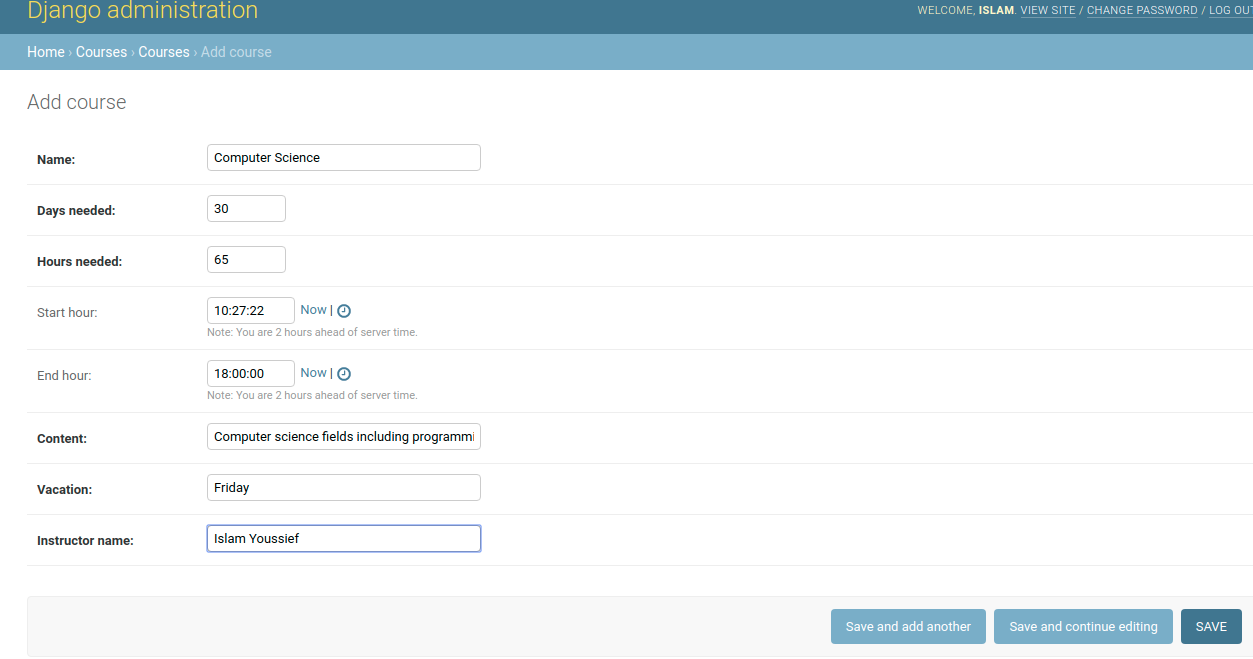 Django administration
WELCOME, ISLAM. VIEW SITE / CHANGE PASSWORD / LOG OUT
Home › Courses › Courses › Add course
Add course
Name: Computer Science
Days needed: 30
Hours needed: 65
Start hour: 10:27:22 Now |
Note: You are 2 hours ahead of server time.
End hour: 18:00:00 Now |
Note: You are 2 hours ahead of server time.
Content: Computer science fields including programmi
Vacation: Friday
Instructor name: Islam Youssief
Save and add another Save and continue editing SAVE